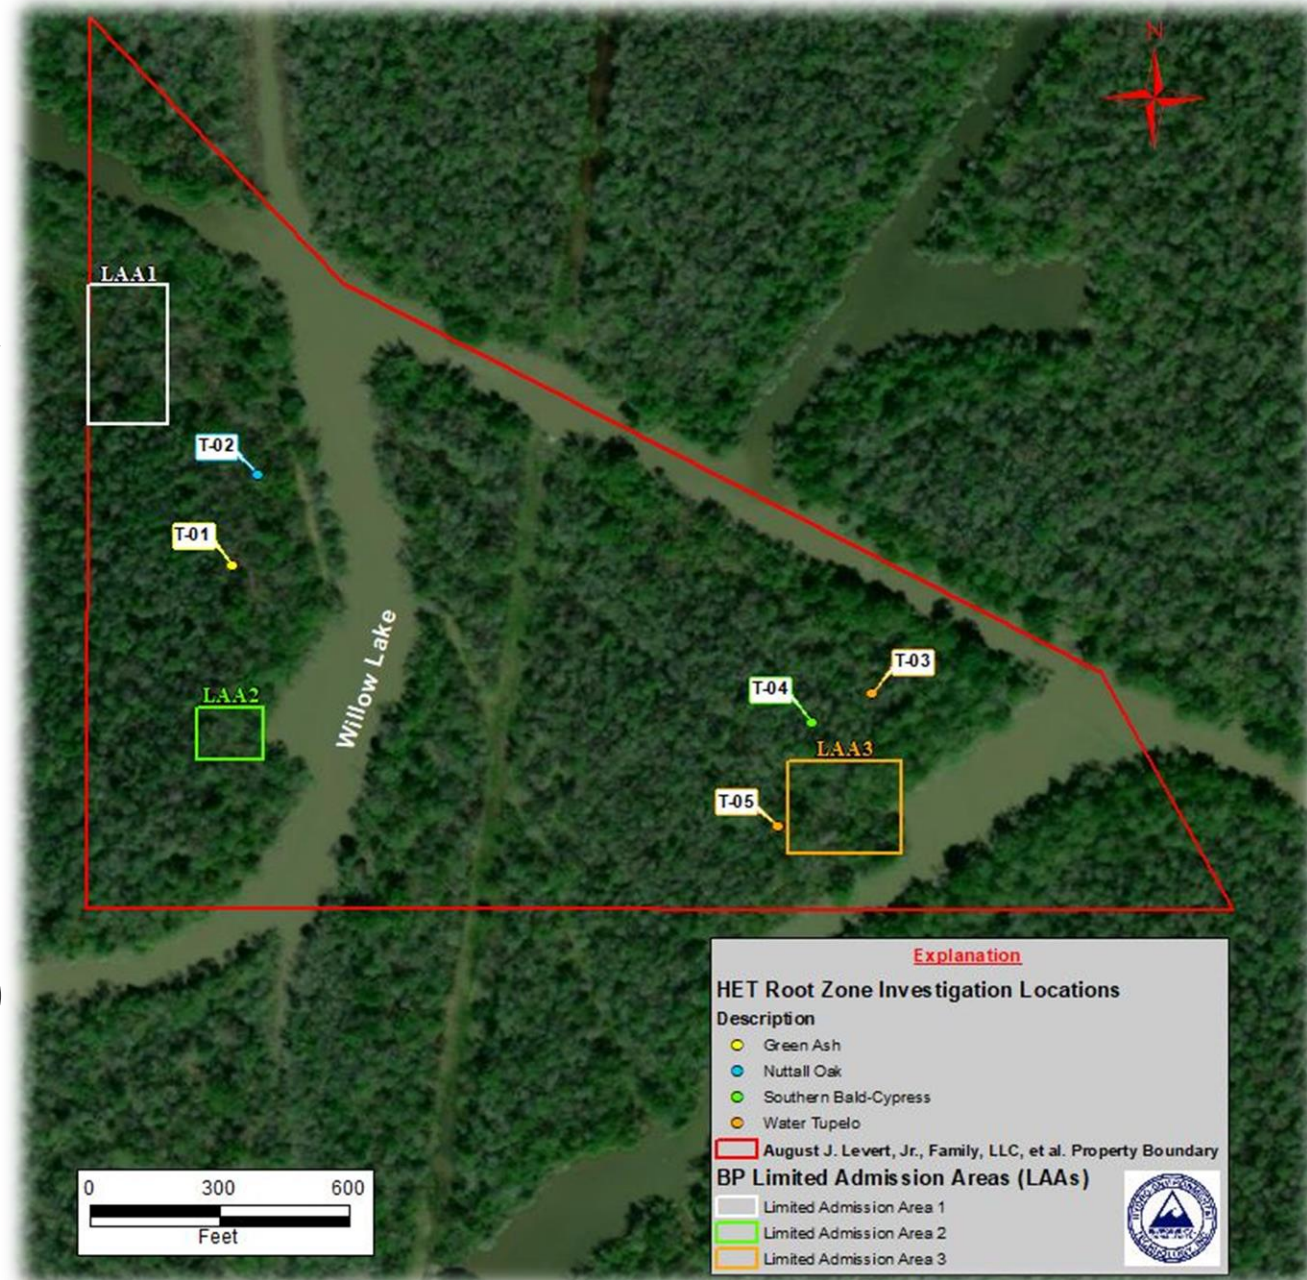 N
LAA1
T-02
T-01
Willow Lake
LAA2
T-03
T-04
LAA3
T-05
Explanation
HET Root Zone Investigation Locations
Description
Green Ash
Nuttall Oak
Southern Bald-Cypress
Water Tupelo
August J. Levert, Jr., Family, LLC, et al. Property Boundary
BP Limited Admission Areas (LAAs)
Limited Admission Area 1
Limited Admission Area 2
Limited Admission Area 3
0 300 600
Feet
)